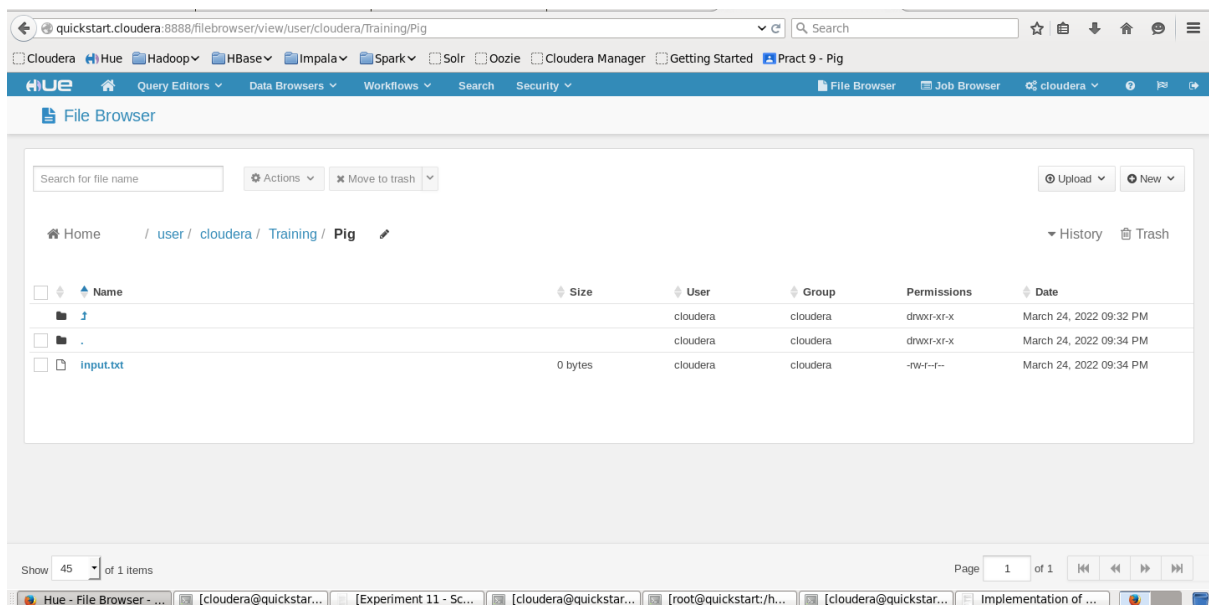 quickstart.cloudera:8888/filebrowser/view/user/cloudera/Training/Pig Search
Cloudera Hue Hadoop HBase Impala Spark Solr Oozie Cloudera Manager Getting Started Pract 9 - Pig
HUE Query Editors Data Browsers Workflows Search Security File Browser Job Browser cloudera
File Browser
Search for file name Actions Move to trash Upload New
Home / user / cloudera / Training / Pig History Trash
Name Size User Group Permissions Date
cloudera cloudera drwxr-xr-x March 24, 2022 09:32 PM
. cloudera cloudera drwxr-xr-x March 24, 2022 09:34 PM
input.txt 0 bytes cloudera cloudera -rw-r--r-- March 24, 2022 09:34 PM
Show 45 of 1 items Page 1 of 1
Hue - File Browser - ... [cloudera@quickstar... [Experiment 11 - Sc... [cloudera@quickstar... [root@quickstart:/h... [cloudera@quickstar... Implementation of ...